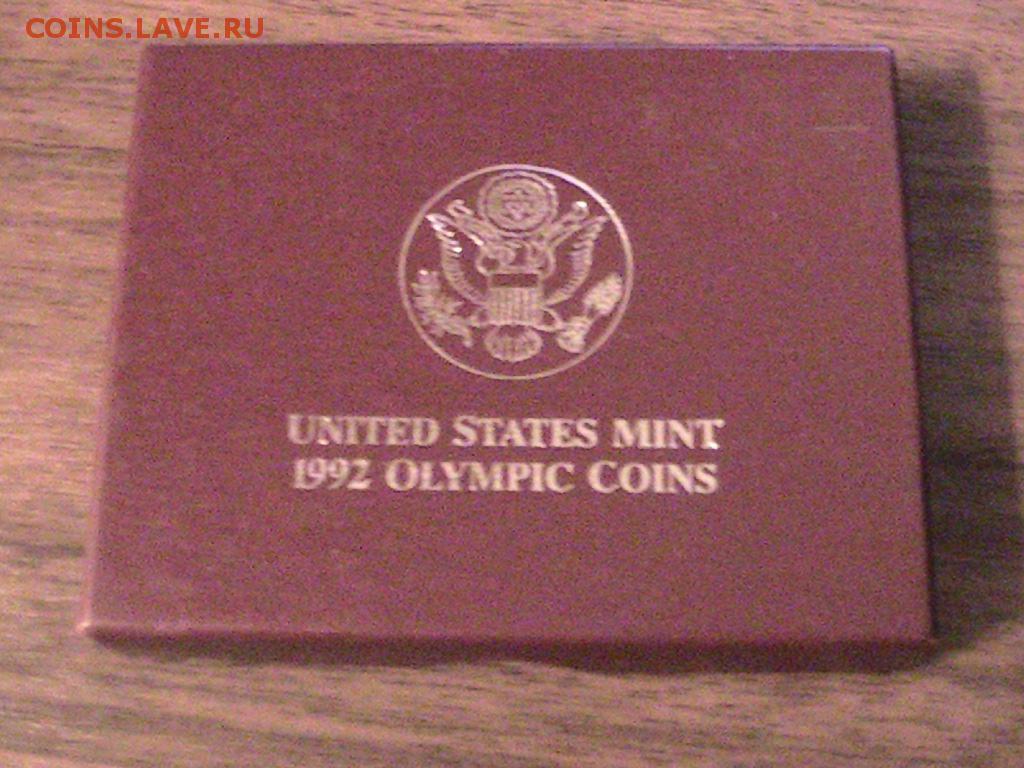 COINS.LAVE.RU
UNITED STATES MINT
1992 OLYMPIC COINS